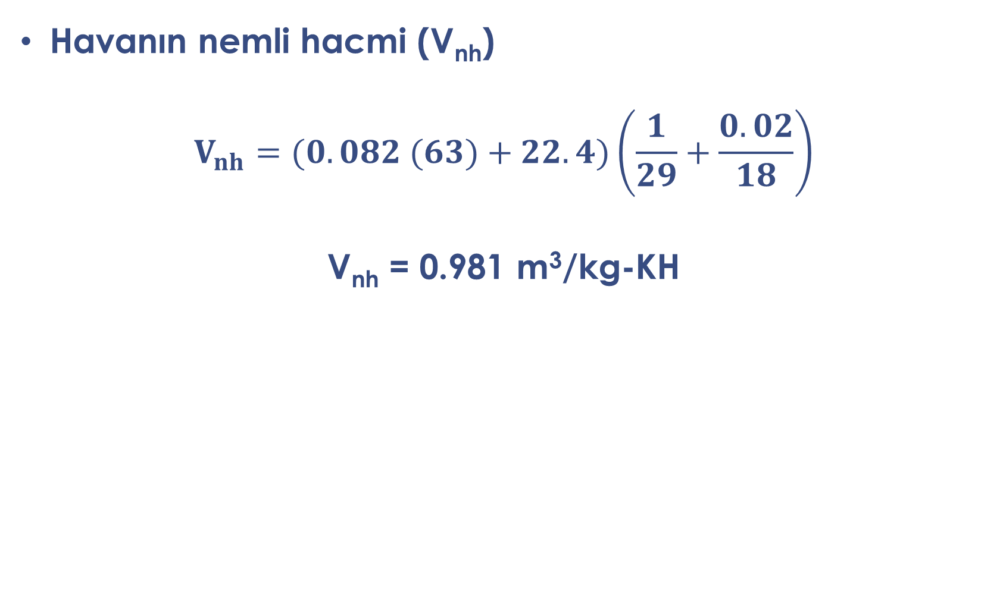 • Havanın nemli hacmi (Vnh)
Vnh = (0.082 (63) + 22.4) (1/29 + 0.02/18)
Vnh = 0.981 m³/kg-KH